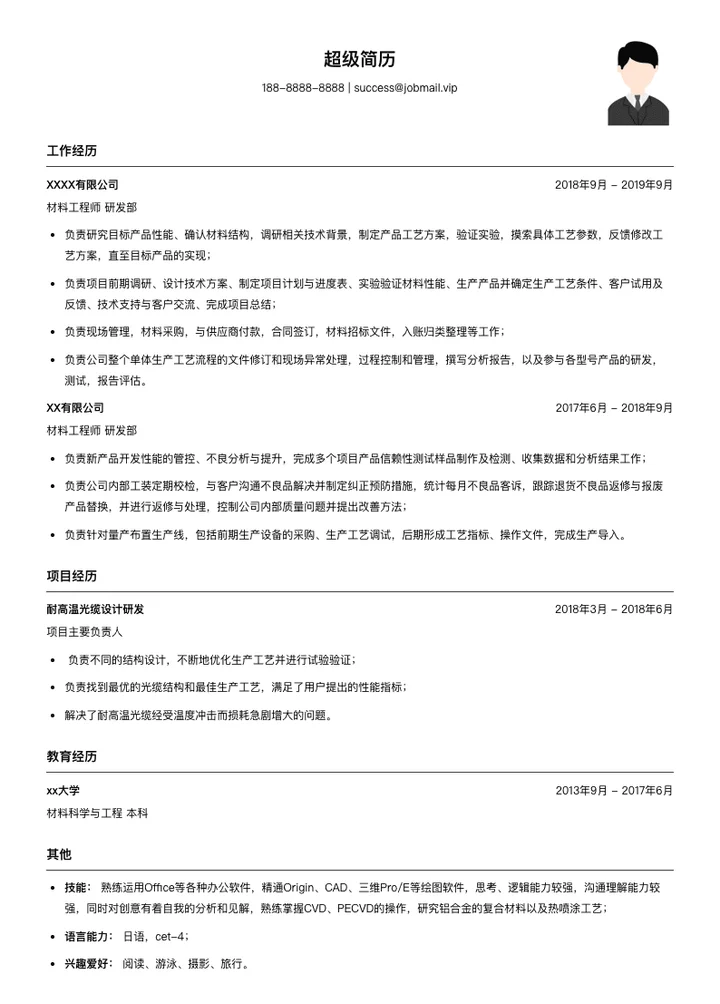 超级简历
188-8888-8888 | success@jobmail.vip
工作经历
XXXX有限公司 2018年9月 – 2019年9月
材料工程师 研发部
• 负责研究目标产品性能、确认材料结构，调研相关技术背景，制定产品工艺方案，验证实验，摸索具体工艺参数，反馈修改工
艺方案，直至目标产品的实现；
• 负责项目前期调研、设计技术方案、制定项目计划与进度表、实验验证材料性能、生产产品并确定生产工艺条件、客户试用及
反馈、技术支持与客户交流、完成项目总结；
• 负责现场管理，材料采购，与供应商付款，合同签订，材料招标文件，入账归类整理等工作；
• 负责公司整个单体生产工艺流程的文件修订和现场异常处理，过程控制和管理，撰写分析报告，以及参与各型号产品的研发，
测试，报告评估。
XX有限公司 2017年6月 – 2018年9月
材料工程师 研发部
• 负责新产品开发性能的管控、不良分析与提升，完成多个项目产品信赖性测试样品制作及检测、收集数据和分析结果工作；
• 负责公司内部工装定期校检，与客户沟通不良品解决并制定纠正预防措施，统计每月不良品客诉，跟踪退货不良品返修与报废
产品替换，并进行返修与处理，控制公司内部质量问题并提出改善方法；
• 负责针对量产布置生产线，包括前期生产设备的采购、生产工艺调试，后期形成工艺指标、操作文件，完成生产导入。
项目经历
耐高温光缆设计研发 2018年3月 – 2018年6月
项目主要负责人
• 负责不同的结构设计，不断地优化生产工艺并进行试验验证；
• 负责找到最优的光缆结构和最佳生产工艺，满足了用户提出的性能指标；
• 解决了耐高温光缆经受温度冲击而损耗急剧增大的问题。
教育经历
xx大学 2013年9月 – 2017年6月
材料科学与工程 本科
其他
• 技能： 熟练运用Office等各种办公软件，精通Origin、CAD、三维Pro/E等绘图软件，思考、逻辑能力较强，沟通理解能力较
强，同时对创意有着自我的分析和见解，熟练掌握CVD、PECVD的操作，研究铝合金的复合材料以及热喷涂工艺；
• 语言能力： 日语，cet-4；
• 兴趣爱好： 阅读、游泳、摄影、旅行。